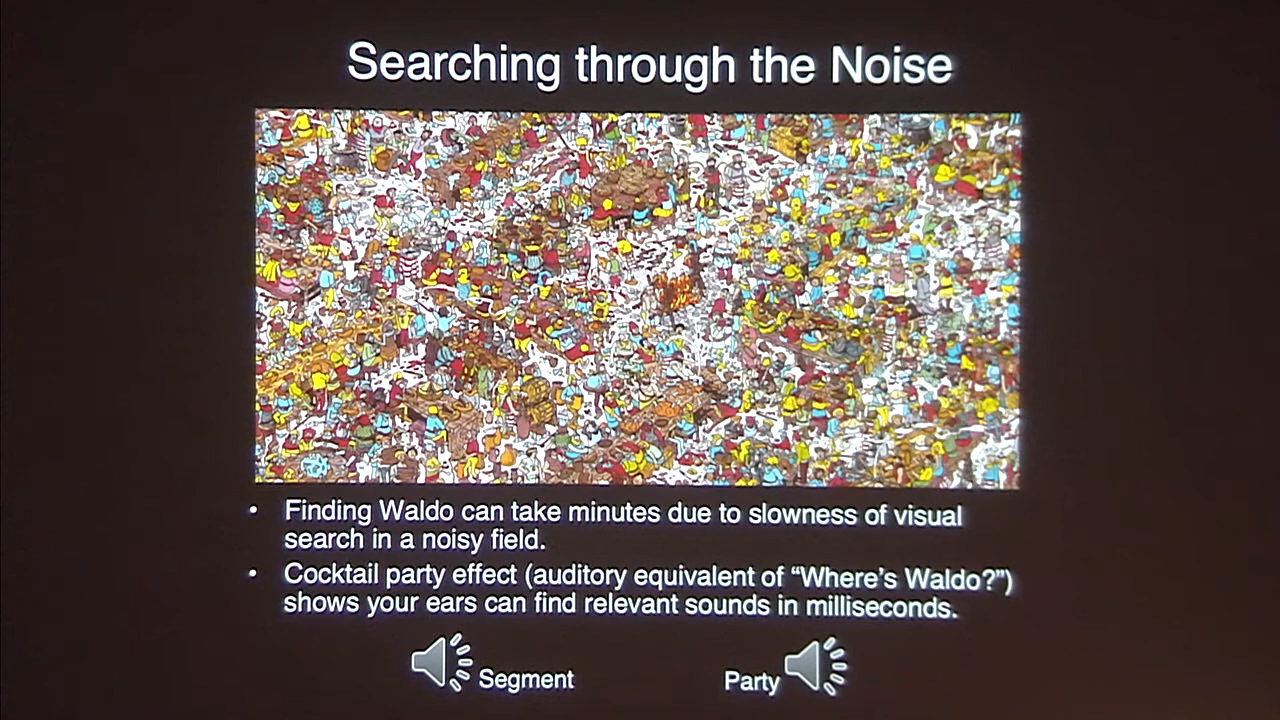 Searching through the Noise
• Finding Waldo can take minutes due to slowness of visual
search in a noisy field.
• Cocktail party effect (auditory equivalent of “Where’s Waldo?”)
shows your ears can find relevant sounds in milliseconds.
Segment
Party